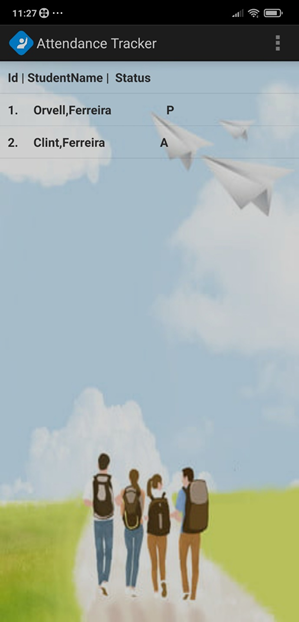 11:27 ...
Attendance Tracker
Id | StudentName | Status
1. Orvell,Ferreira P
2. Clint,Ferreira A